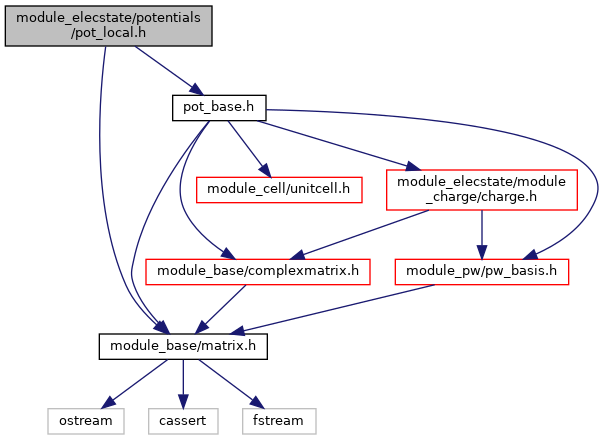 module_elecstate/potentials
/pot_local.h
pot_base.h
module_cell/unitcell.h
module_elecstate/module
_charge/charge.h
module_base/complexmatrix.h
module_pw/pw_basis.h
module_base/matrix.h
ostream
cassert
fstream